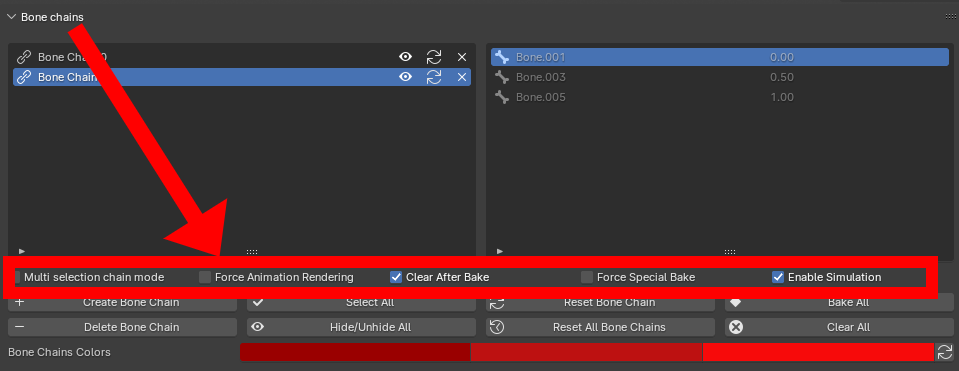 Bone chains
Bone Cha 0
Bone Chain
Bone.001 0.00
Bone.003 0.50
Bone.005 1.00
Multi selection chain mode Force Animation Rendering Clear After Bake Force Special Bake Enable Simulation
Create Bone Chain Select All Reset Bone Chain Bake All
Delete Bone Chain Hide/Unhide All Reset All Bone Chains Clear All
Bone Chains Colors